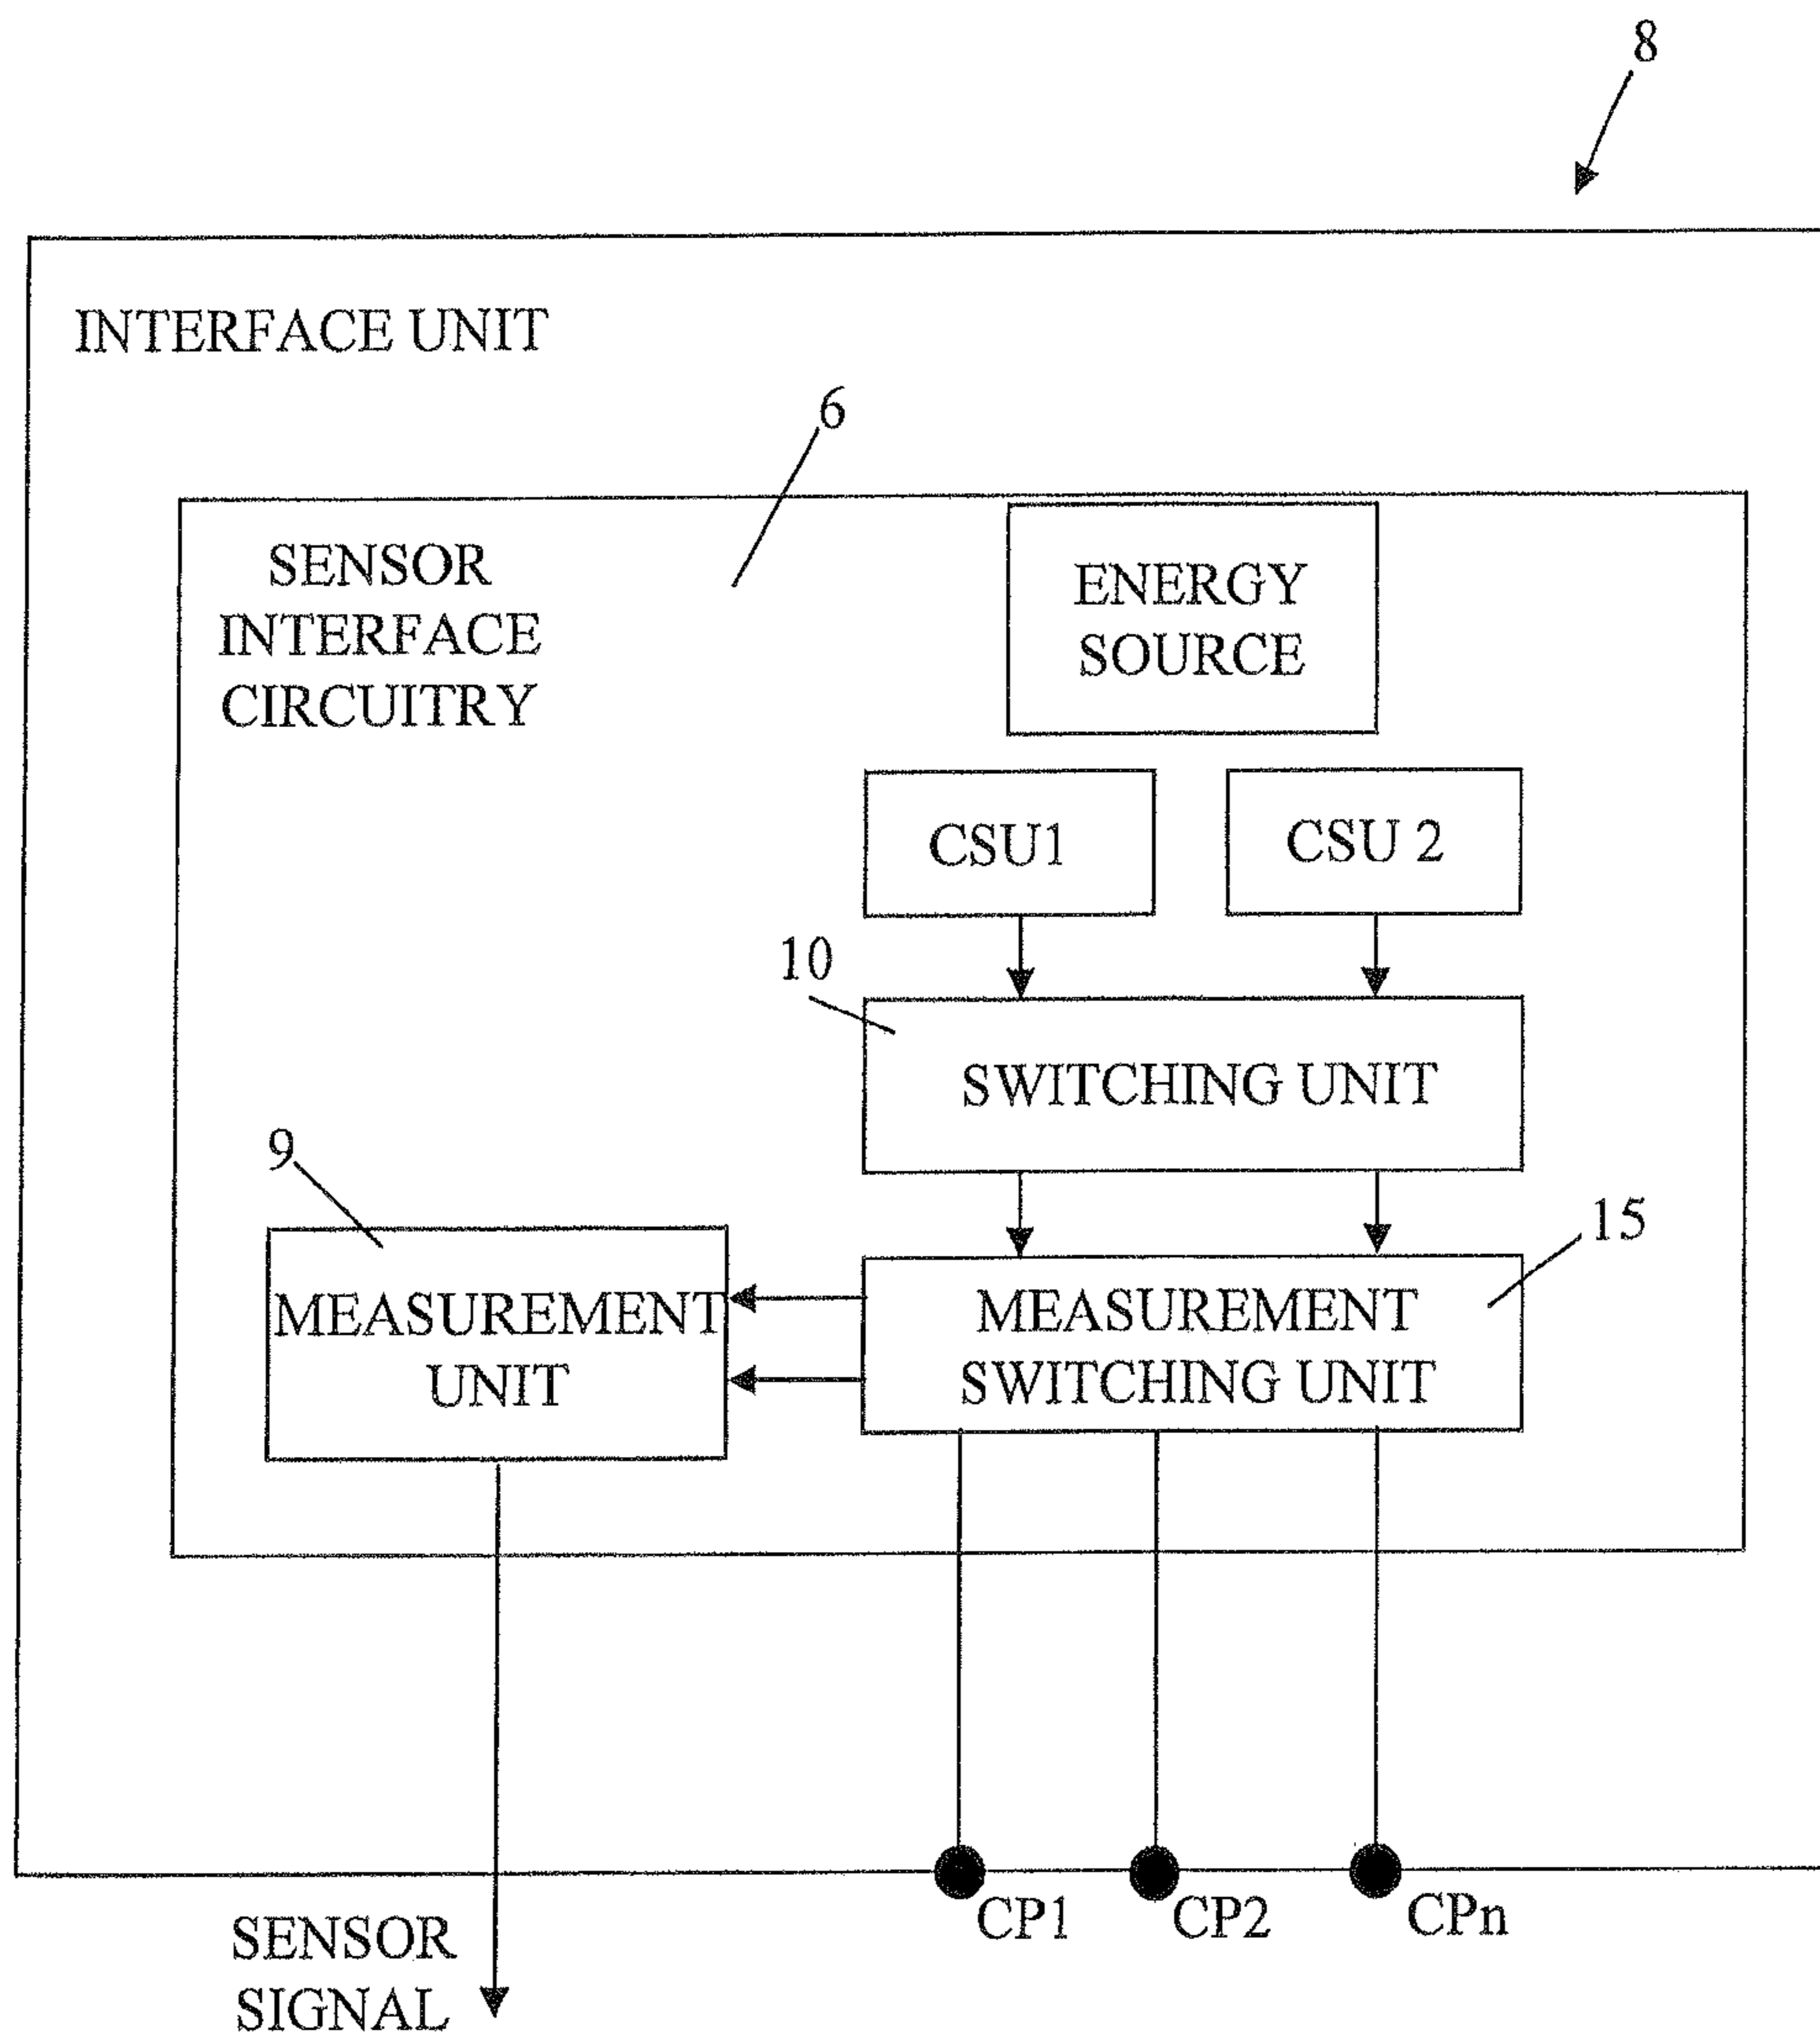 8
INTERFACE UNIT
6
SENSOR
INTERFACE
CIRCUITRY
ENERGY
SOURCE
CSU1
CSU 2
10
SWITCHING UNIT
9
15
MEASUREMENT
UNIT
MEASUREMENT
SWITCHING UNIT
CP1
CP2
CPn
SENSOR
SIGNAL